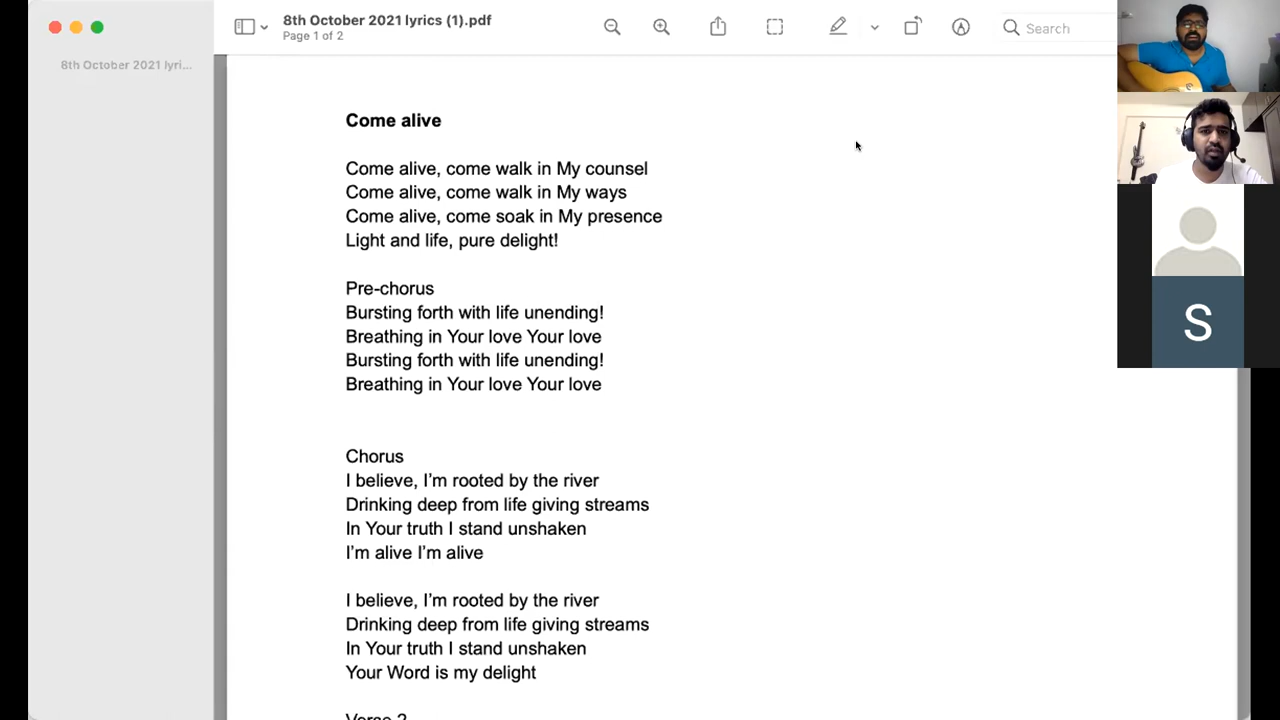 8th October 2021 lyrics (1).pdf
Page 1 of 2
Search
8th October 2021 lyri...
Come alive
Come alive, come walk in My counsel
Come alive, come walk in My ways
Come alive, come soak in My presence
Light and life, pure delight!
Pre-chorus
Bursting forth with life unending!
Breathing in Your love Your love
Bursting forth with life unending!
Breathing in Your love Your love
Chorus
I believe, I'm rooted by the river
Drinking deep from life giving streams
In Your truth I stand unshaken
I'm alive I'm alive
I believe, I'm rooted by the river
Drinking deep from life giving streams
In Your truth I stand unshaken
Your Word is my delight
Verse 2
S